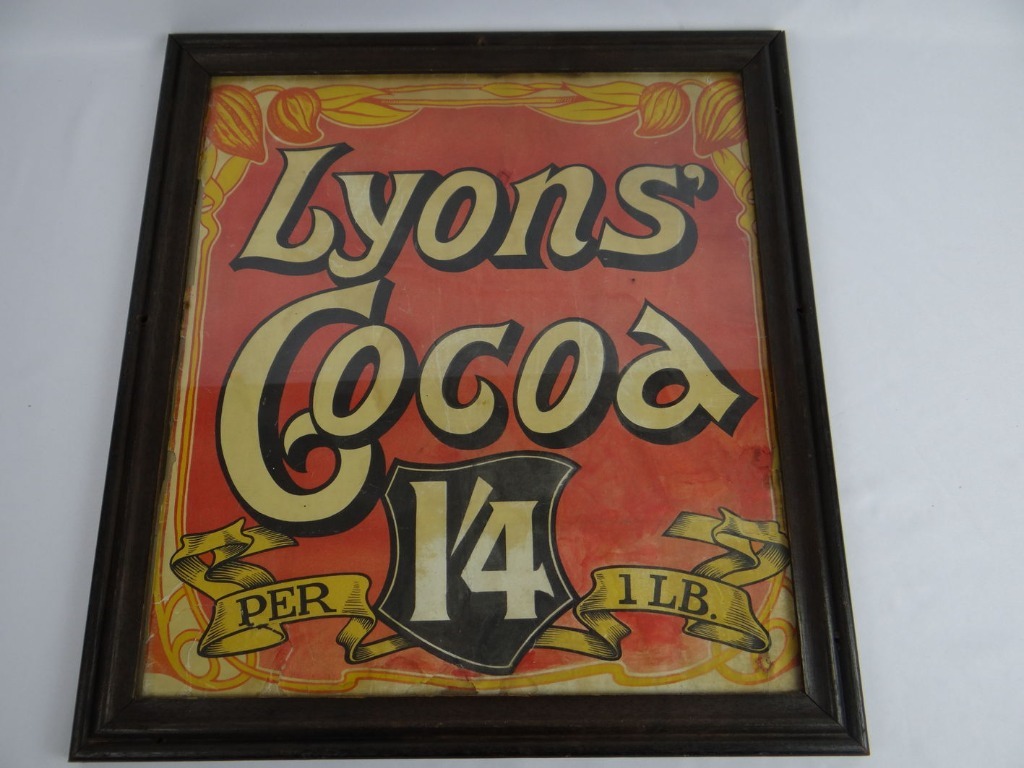 Lyons'
Cocoa
1/4
PER 1 LB.